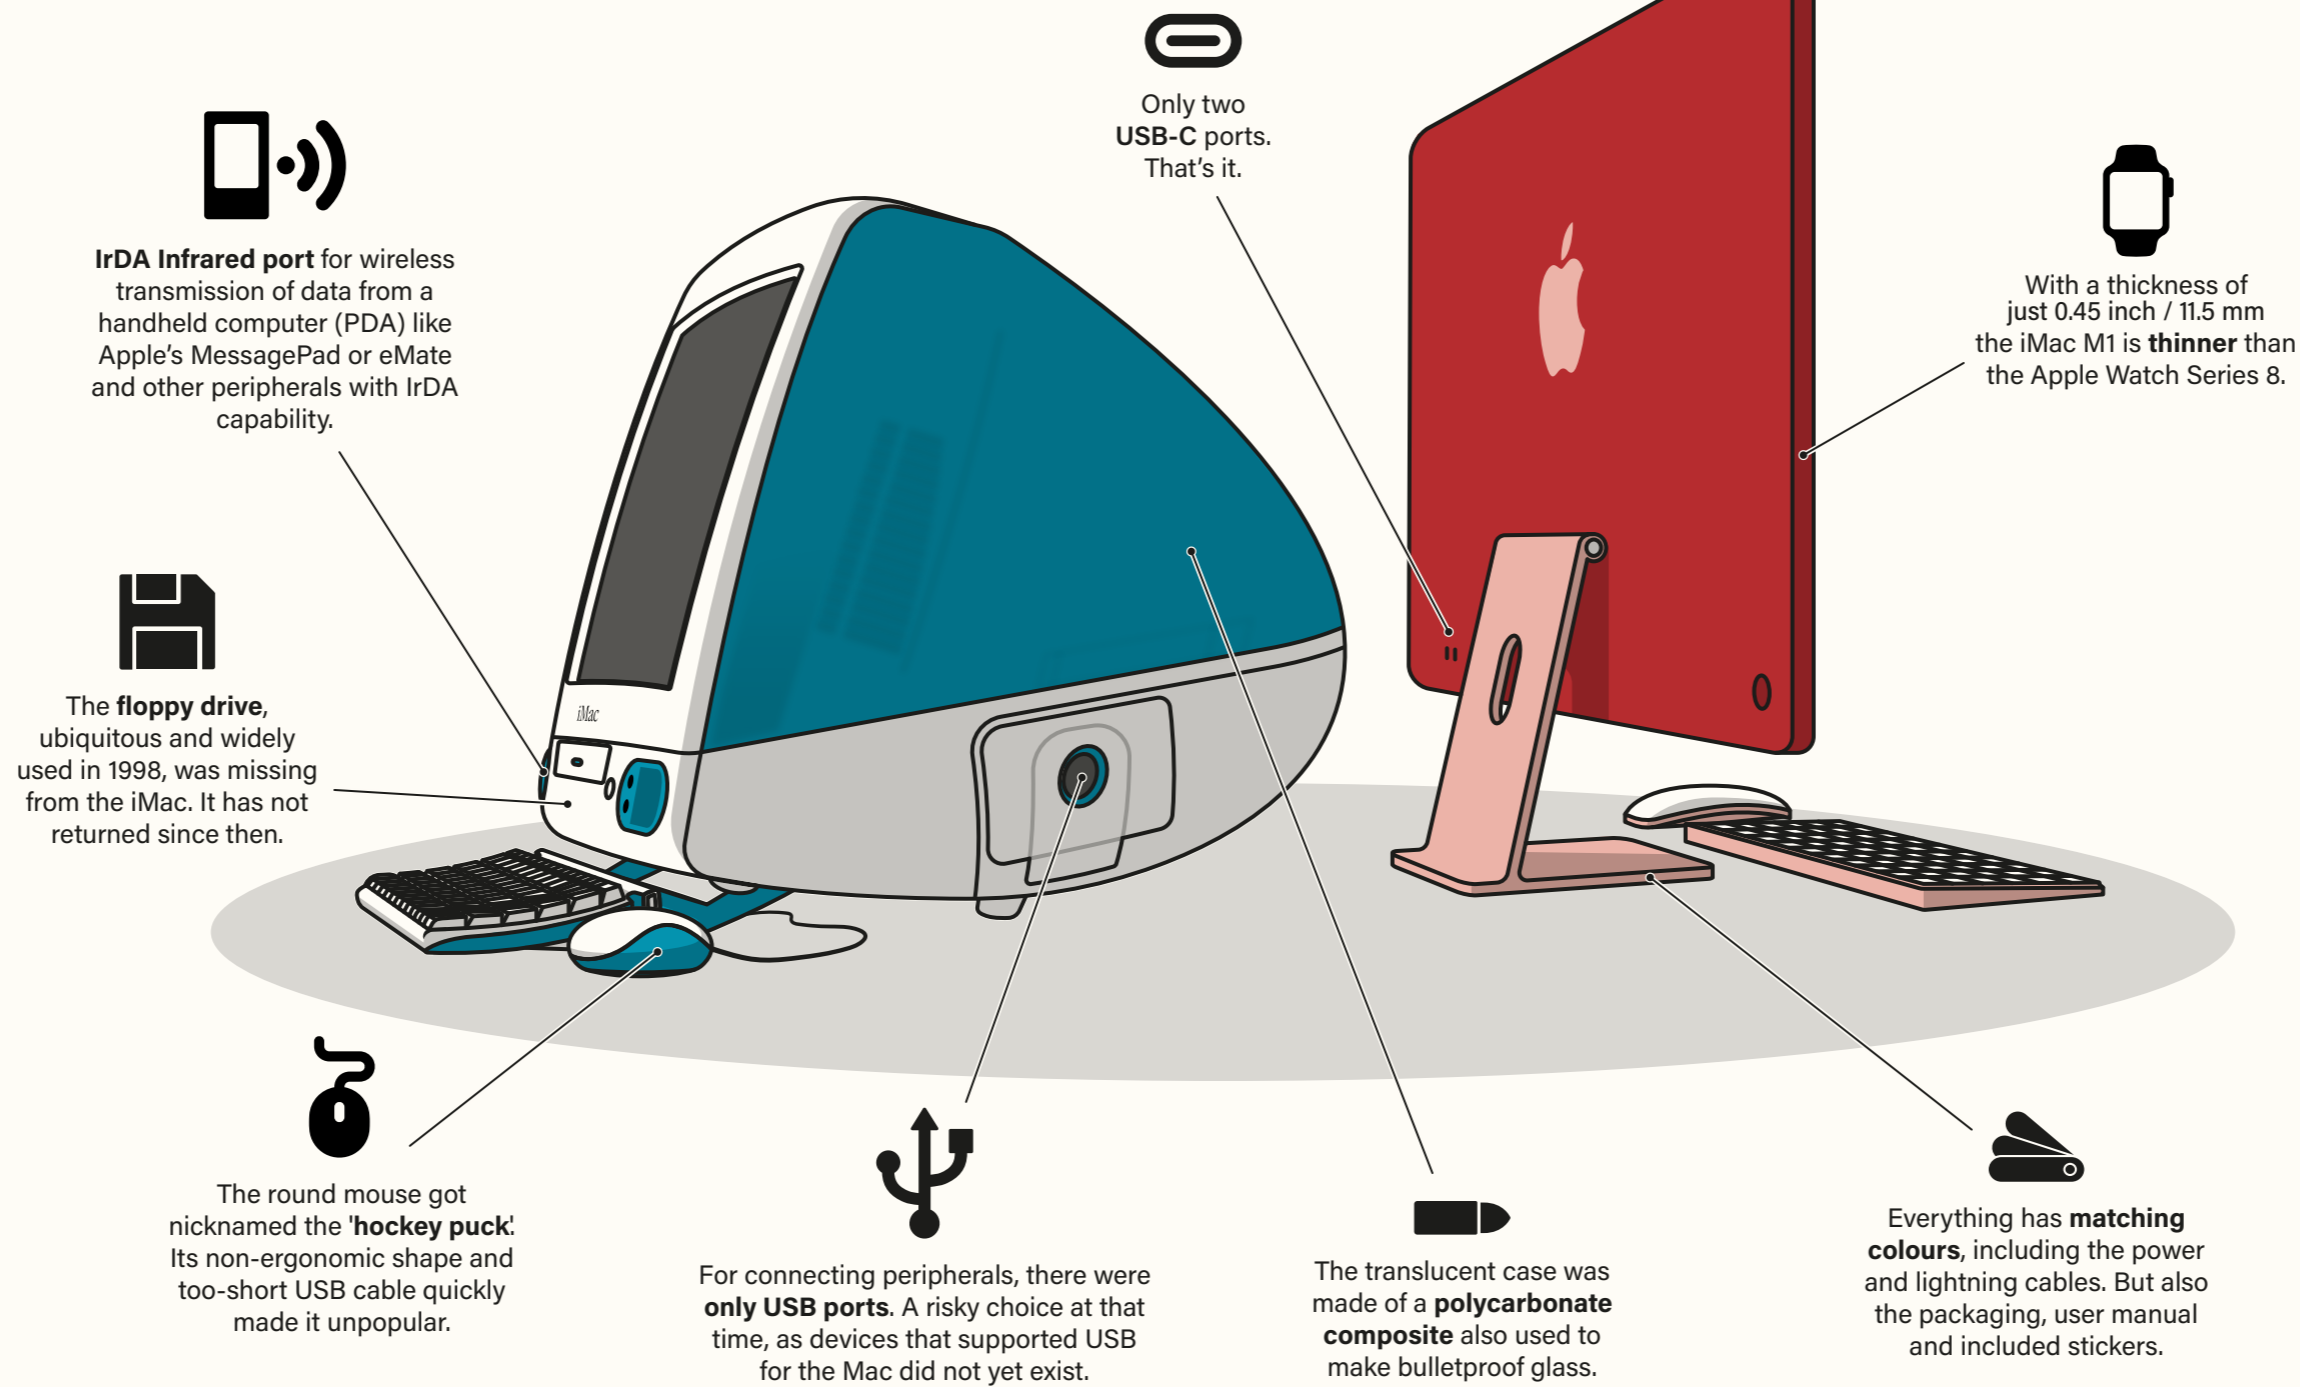 Only two
USB-C ports.
That's it.
IrDA Infrared port for wireless
transmission of data from a
handheld computer (PDA) like
Apple's MessagePad or eMate
and other peripherals with IrDA
capability.
With a thickness of
just 0.45 inch / 11.5 mm
the iMac M1 is thinner than
the Apple Watch Series 8.
The floppy drive,
ubiquitous and widely
used in 1998, was missing
from the iMac. It has not
returned since then.
iMac
The round mouse got
nicknamed the 'hockey puck'.
Its non-ergonomic shape and
too-short USB cable quickly
made it unpopular.
For connecting peripherals, there were
only USB ports. A risky choice at that
time, as devices that supported USB
for the Mac did not yet exist.
The translucent case was
made of a polycarbonate
composite also used to
make bulletproof glass.
Everything has matching
colours, including the power
and lightning cables. But also
the packaging, user manual
and included stickers.